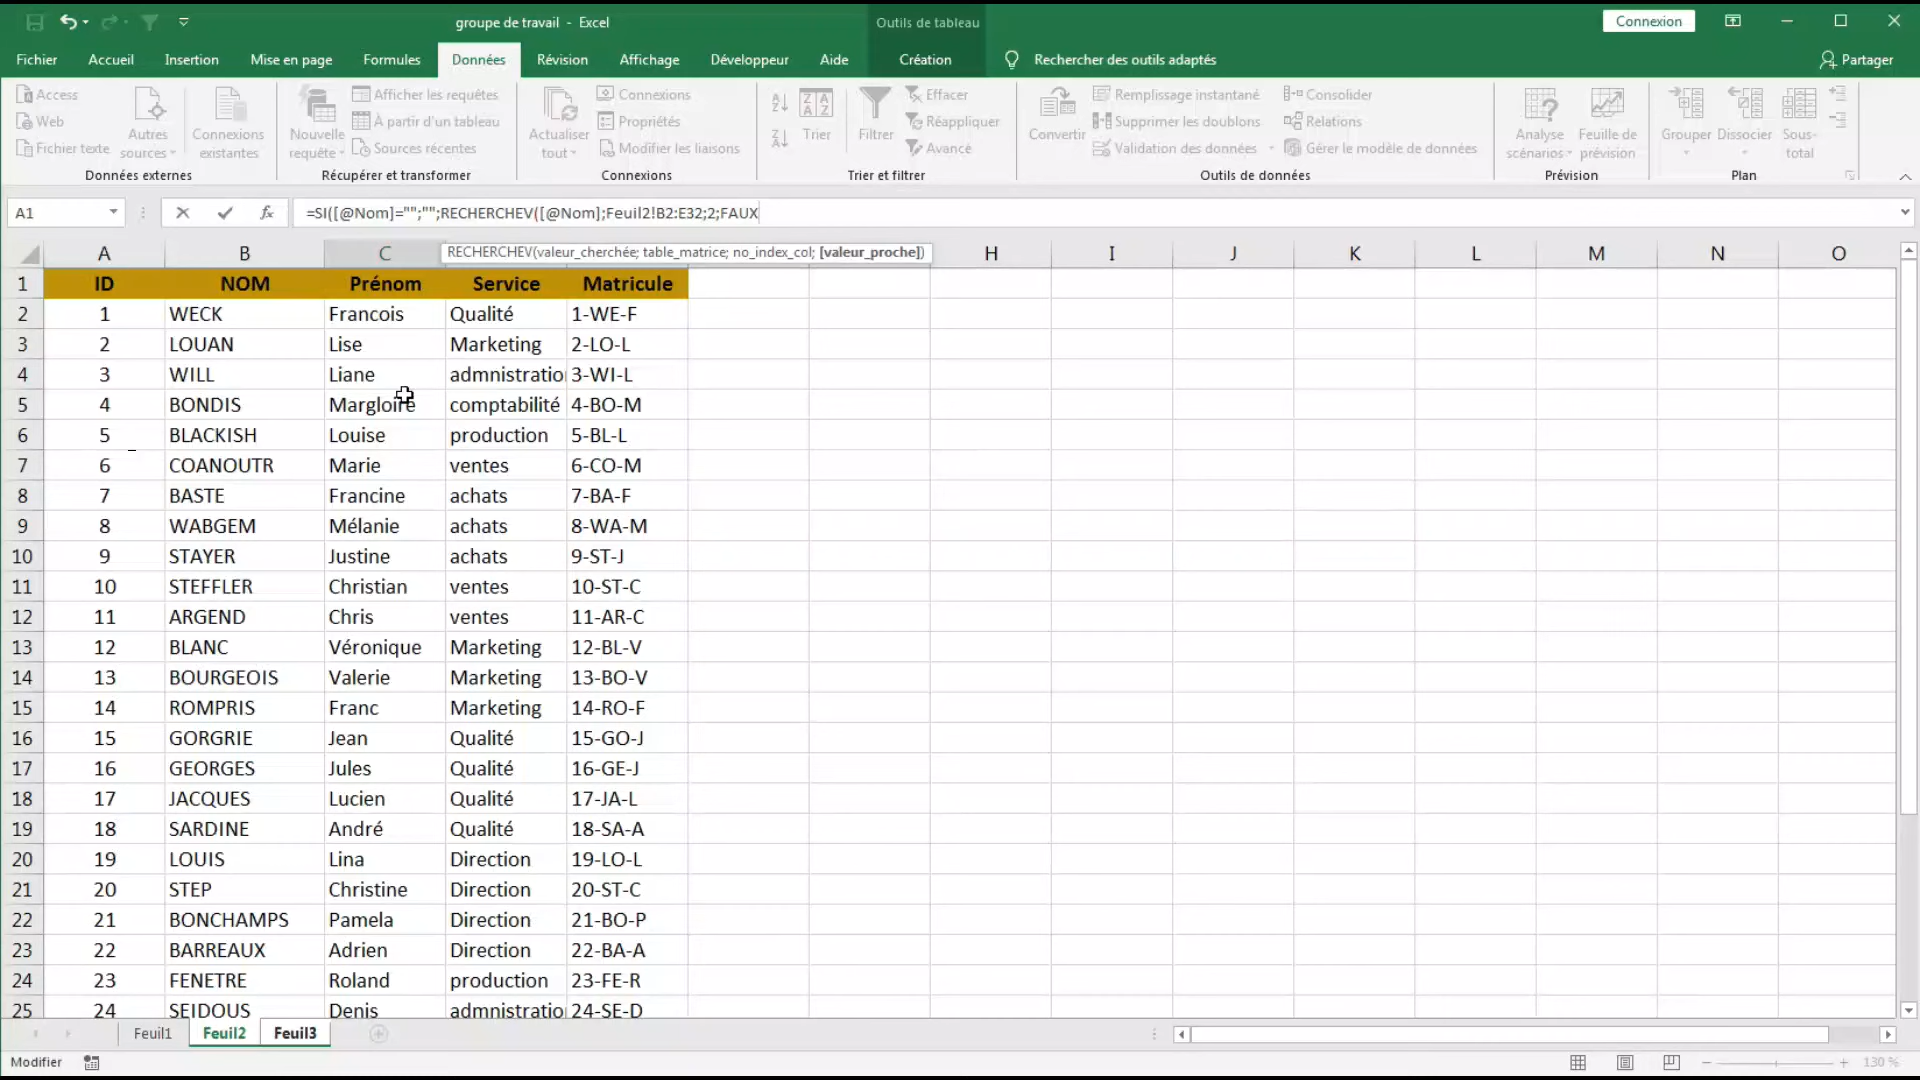 groupe de travail - Excel
Outils de tableau
Connexion
Fichier Accueil Insertion Mise en page Formules Données Révision Affichage Développeur Aide Création Rechercher des outils adaptés Partager
Access
Web
Fichier texte
Autres sources
Connexions existantes
Données externes
Nouvelle requête
Afficher les requêtes
À partir d'un tableau
Sources récentes
Récupérer et transformer
Actualiser tout
Connexions
Propriétés
Modifier les liaisons
Connexions
Trier
Filtrer
Effacer
Réappliquer
Avancé
Trier et filtrer
Convertir
Remplissage instantané
Supprimer les doublons
Validation des données
Consolider
Relations
Gérer le modèle de données
Outils de données
Analyse scénarios
Feuille de prévision
Prévision
Grouper
Dissocier
Sous-total
Plan
A1
fx
=SI([@Nom]="";"";RECHERCHEV([@Nom];Feuil2!B2:E32;2;FAUX
RECHERCHEV(valeur_cherchée; table_matrice; no_index_col; [valeur_proche])
A B C H I J K L M N O
1 ID NOM Prénom Service Matricule
2 1 WECK Francois Qualité 1-WE-F
3 2 LOUAN Lise Marketing 2-LO-L
4 3 WILL Liane admnistratio 3-WI-L
5 4 BONDIS Margloire comptabilité 4-BO-M
6 5 BLACKISH Louise production 5-BL-L
7 6 COANOUTR Marie ventes 6-CO-M
8 7 BASTE Francine achats 7-BA-F
9 8 WABGEM Mélanie achats 8-WA-M
10 9 STAYER Justine achats 9-ST-J
11 10 STEFFLER Christian ventes 10-ST-C
12 11 ARGEND Chris ventes 11-AR-C
13 12 BLANC Véronique Marketing 12-BL-V
14 13 BOURGEOIS Valerie Marketing 13-BO-V
15 14 ROMPRIS Franc Marketing 14-RO-F
16 15 GORGRIE Jean Qualité 15-GO-J
17 16 GEORGES Jules Qualité 16-GE-J
18 17 JACQUES Lucien Qualité 17-JA-L
19 18 SARDINE André Qualité 18-SA-A
20 19 LOUIS Lina Direction 19-LO-L
21 20 STEP Christine Direction 20-ST-C
22 21 BONCHAMPS Pamela Direction 21-BO-P
23 22 BARREAUX Adrien Direction 22-BA-A
24 23 FENETRE Roland production 23-FE-R
25 24 SEIDOUS Denis admnistratio 24-SE-D
Feuil1 Feuil2 Feuil3
Modifier
130 %